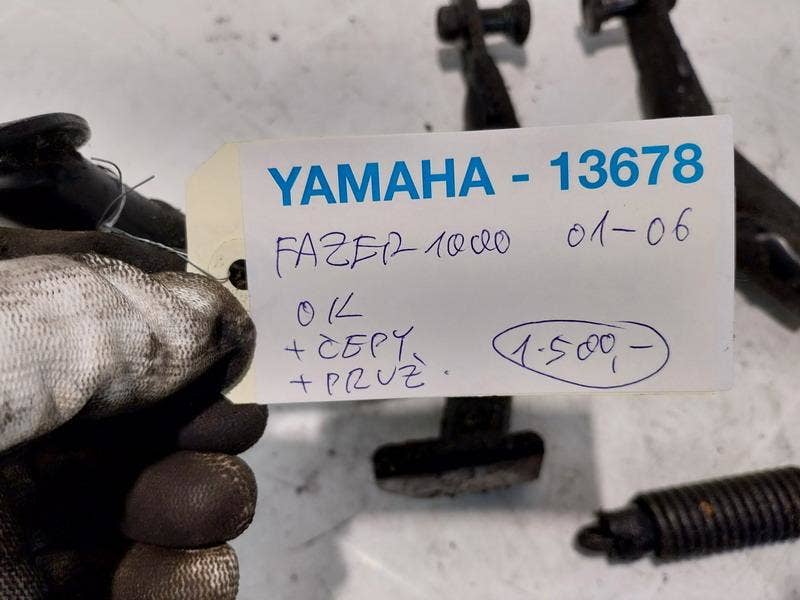 YAMAHA - 13678
FAZER 1000 01-06
OK
+ ČEPY
+ PRUŽ.
1.500,-